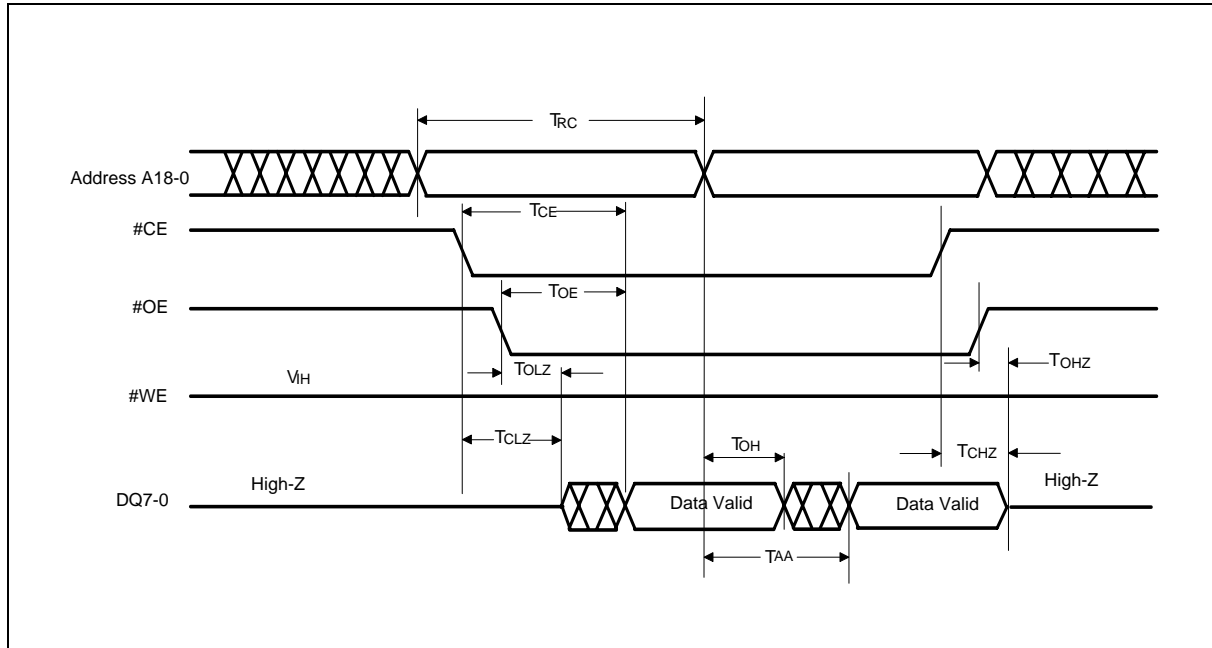 TRC
Address A18-0
TCE
#CE
TOE
#OE
TOLZ
TOHZ
VIH
#WE
TCLZ
TOH
TCHZ
High-Z
High-Z
DQ7-0
Data Valid
Data Valid
TAA